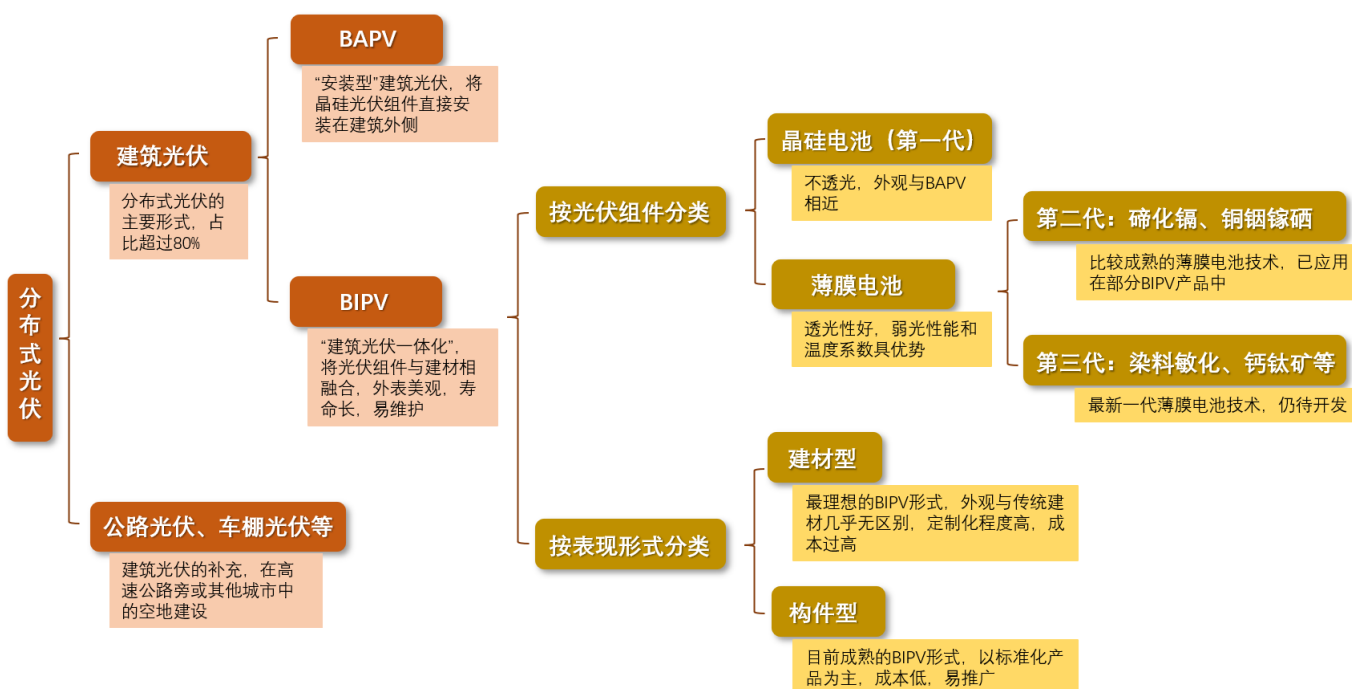 分
布
式
光
伏
建筑光伏
分布式光伏的
主要形式，占
比超过80%
公路光伏、车棚光伏等
建筑光伏的补充，在高
速公路旁或其他城市中
的空地建设
BAPV
“安装型”建筑光伏，将
晶硅光伏组件直接安
装在建筑外侧
BIPV
“建筑光伏一体化”，
将光伏组件与建材相
融合，外表美观，寿
命长，易维护
按光伏组件分类
晶硅电池（第一代）
不透光，外观与BAPV
相近
薄膜电池
透光性好，弱光性能和
温度系数具优势
第二代：碲化镉、铜铟镓硒
比较成熟的薄膜电池技术，已应用
在部分BIPV产品中
第三代：染料敏化、钙钛矿等
最新一代薄膜电池技术，仍待开发
按表现形式分类
建材型
最理想的BIPV形式，外观与传统建
材几乎无区别，定制化程度高，成
本过高
构件型
目前成熟的BIPV形式，以标准化产
品为主，成本低，易推广